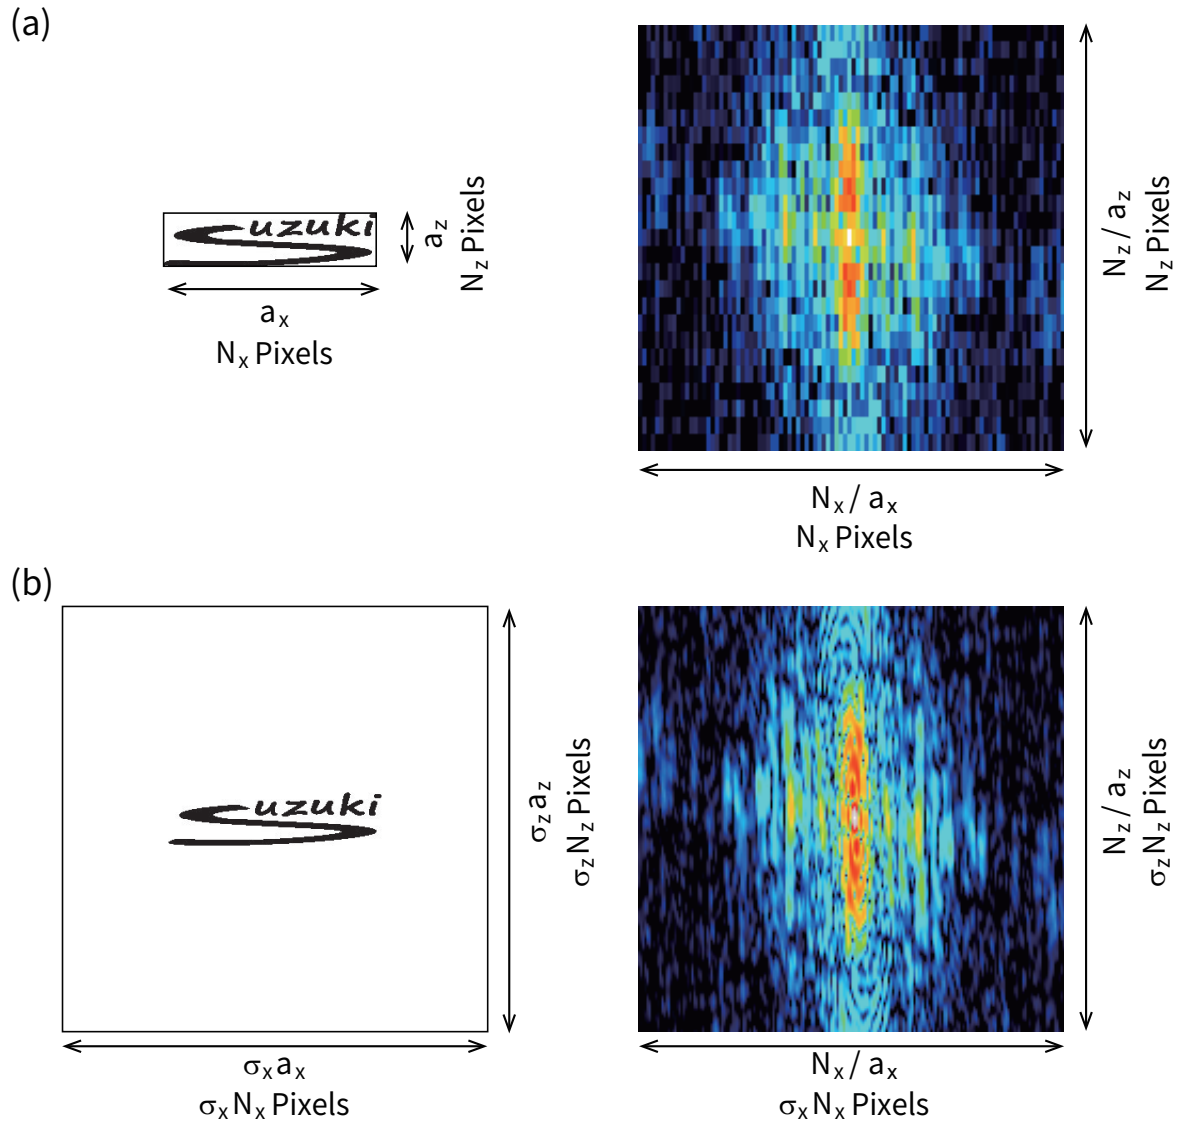 (a)
Suzuki
a_z
N_z Pixels
a_x
N_x Pixels
N_z / a_z
N_z Pixels
N_x / a_x
N_x Pixels
(b)
Suzuki
σ_z a_z
σ_z N_z Pixels
σ_x a_x
σ_x N_x Pixels
N_z / a_z
σ_z N_z Pixels
N_x / a_x
σ_x N_x Pixels